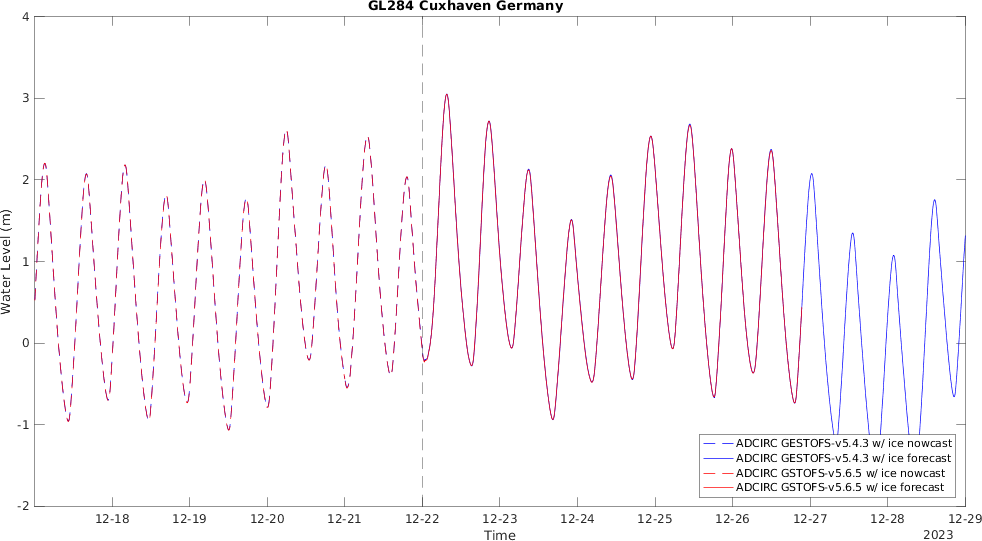 GL284 Cuxhaven Germany
4
3
2
1
0
-1
-2
Water Level (m)
12-18 12-19 12-20 12-21 12-22 12-23 12-24 12-25 12-26 12-27 12-28 12-29
Time
2023
ADCIRC GESTOFS-v5.4.3 w/ ice nowcast
ADCIRC GESTOFS-v5.4.3 w/ ice forecast
ADCIRC GSTOFS-v5.6.5 w/ ice nowcast
ADCIRC GSTOFS-v5.6.5 w/ ice forecast